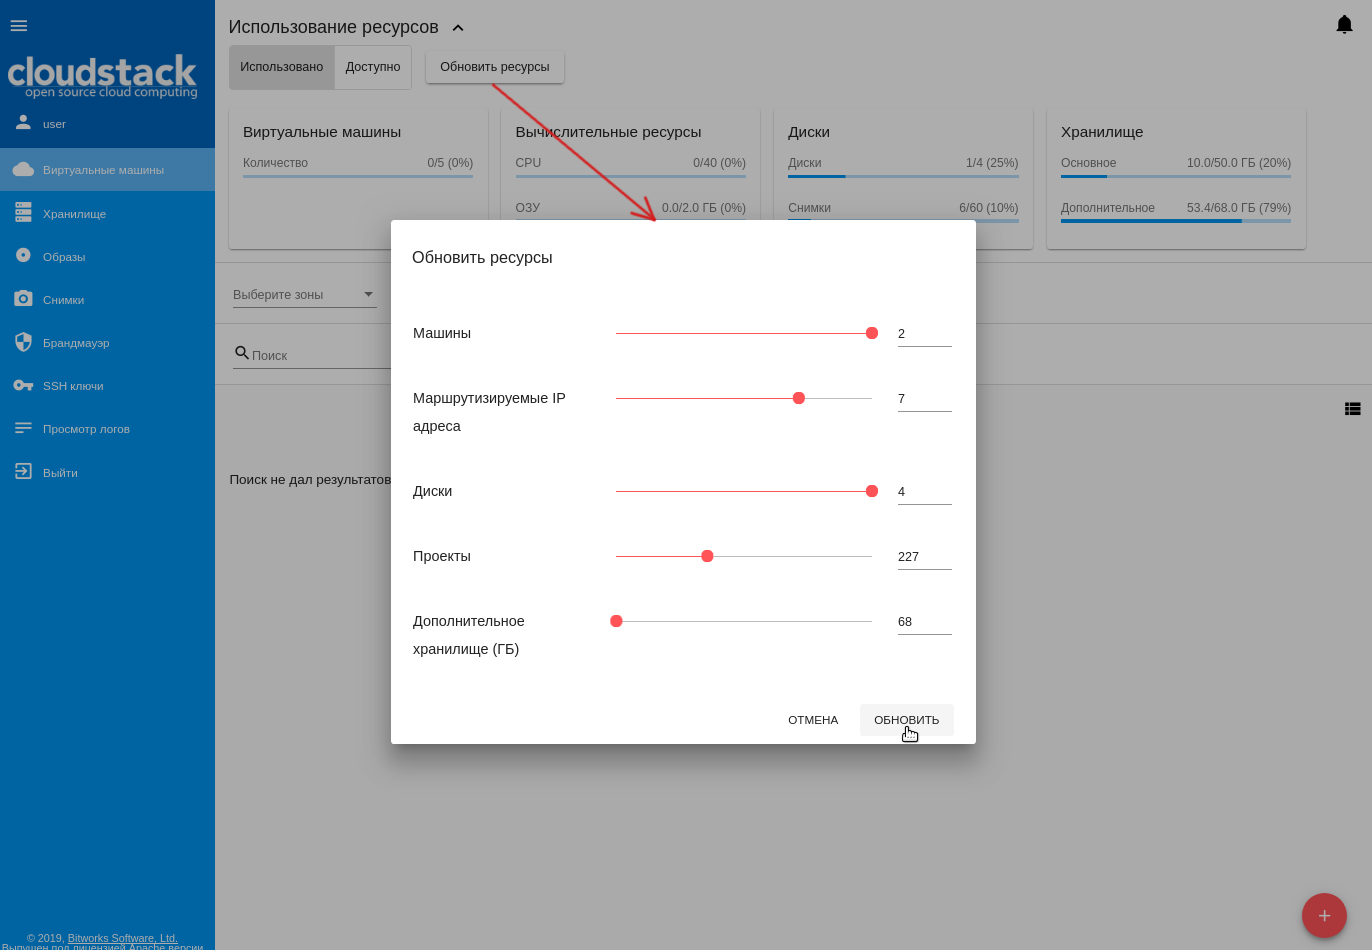 Использование ресурсов
cloudstack
open source cloud computing
user
Виртуальные машины
Хранилище
Образы
Снимки
Брандмауэр
SSH ключи
Просмотр логов
Выйти
© 2019, Bitworks Software, Ltd.
Выпущен под лицензией Apache версии
Использовано
Доступно
Обновить ресурсы
Виртуальные машины
Количество 0/5 (0%)
Вычислительные ресурсы
CPU 0/40 (0%)
ОЗУ 0.0/2.0 ГБ (0%)
Диски
Диски 1/4 (25%)
Снимки 6/60 (10%)
Хранилище
Основное 10.0/50.0 ГБ (20%)
Дополнительное 53.4/68.0 ГБ (79%)
Выберите зоны
Поиск
Поиск не дал результатов
Обновить ресурсы
Машины 2
Маршрутизируемые IP 7
адреса
Диски 4
Проекты 227
Дополнительное 68
хранилище (ГБ)
ОТМЕНА
ОБНОВИТЬ